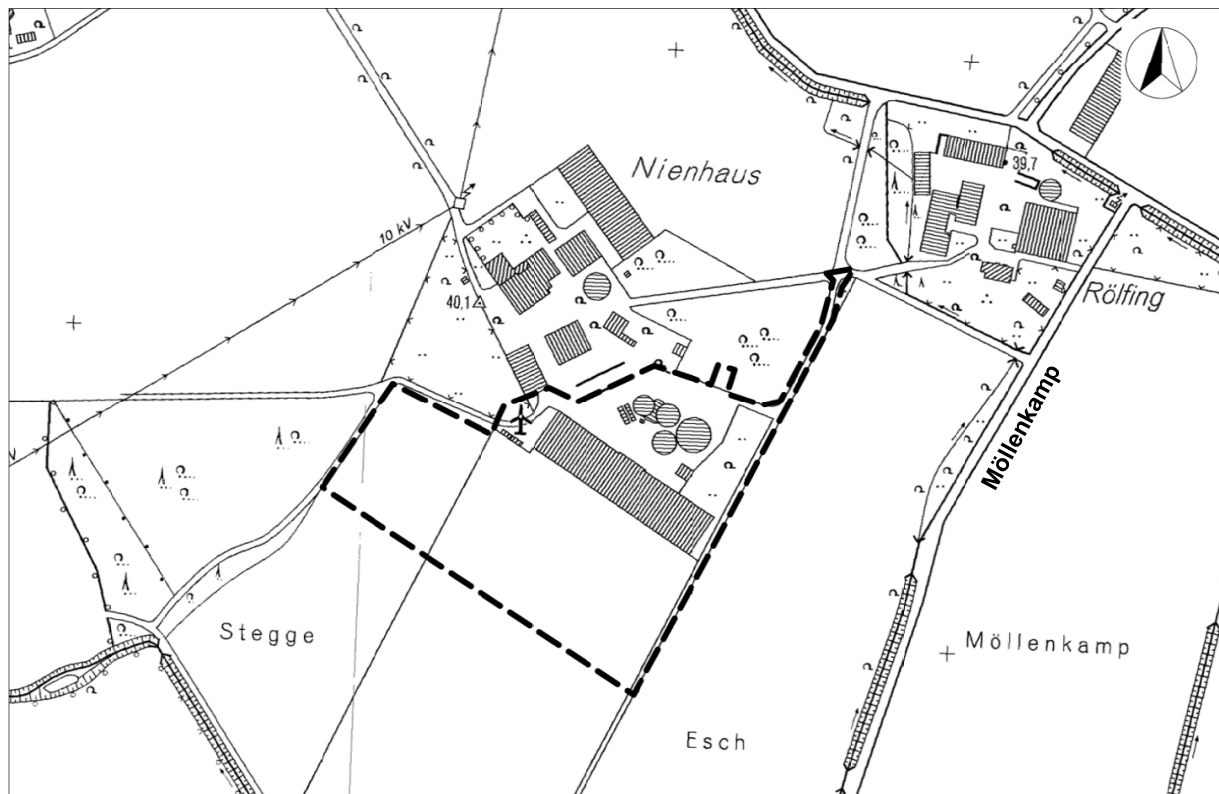 Nienhaus
39,7
10 kV
Rölfing
40,1
Möllenkamp
Stegge
Möllenkamp
Esch